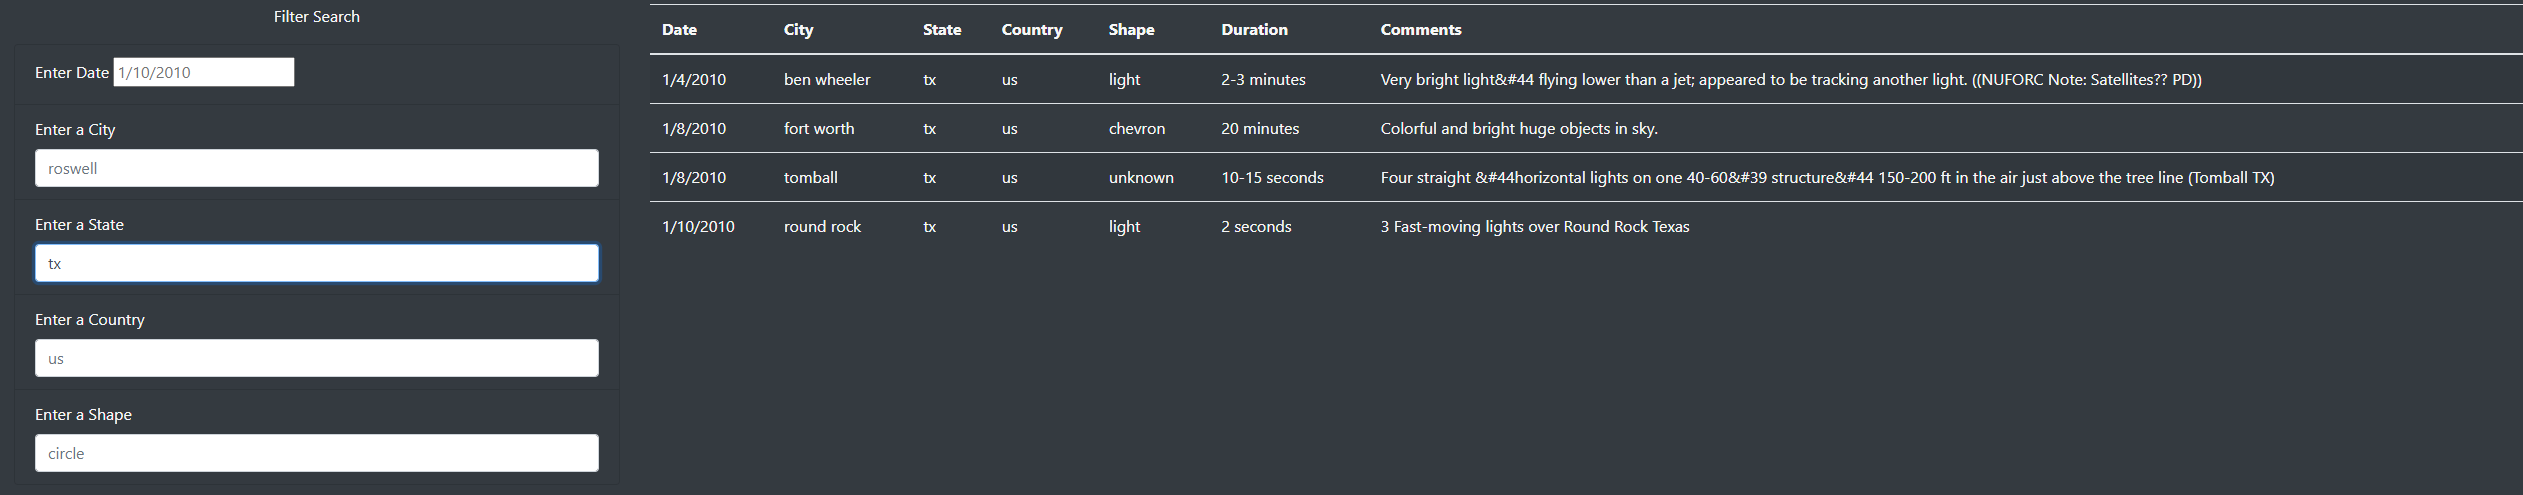 Filter Search
Enter Date 1/10/2010
Enter a City
roswell
Enter a State
tx
Enter a Country
us
Enter a Shape
circle
Date City State Country Shape Duration Comments
1/4/2010 ben wheeler tx us light 2-3 minutes Very bright light&#44 flying lower than a jet; appeared to be tracking another light. ((NUFORC Note: Satellites?? PD))
1/8/2010 fort worth tx us chevron 20 minutes Colorful and bright huge objects in sky.
1/8/2010 tomball tx us unknown 10-15 seconds Four straight &#44horizontal lights on one 40-60&#39 structure&#44 150-200 ft in the air just above the tree line (Tomball TX)
1/10/2010 round rock tx us light 2 seconds 3 Fast-moving lights over Round Rock Texas